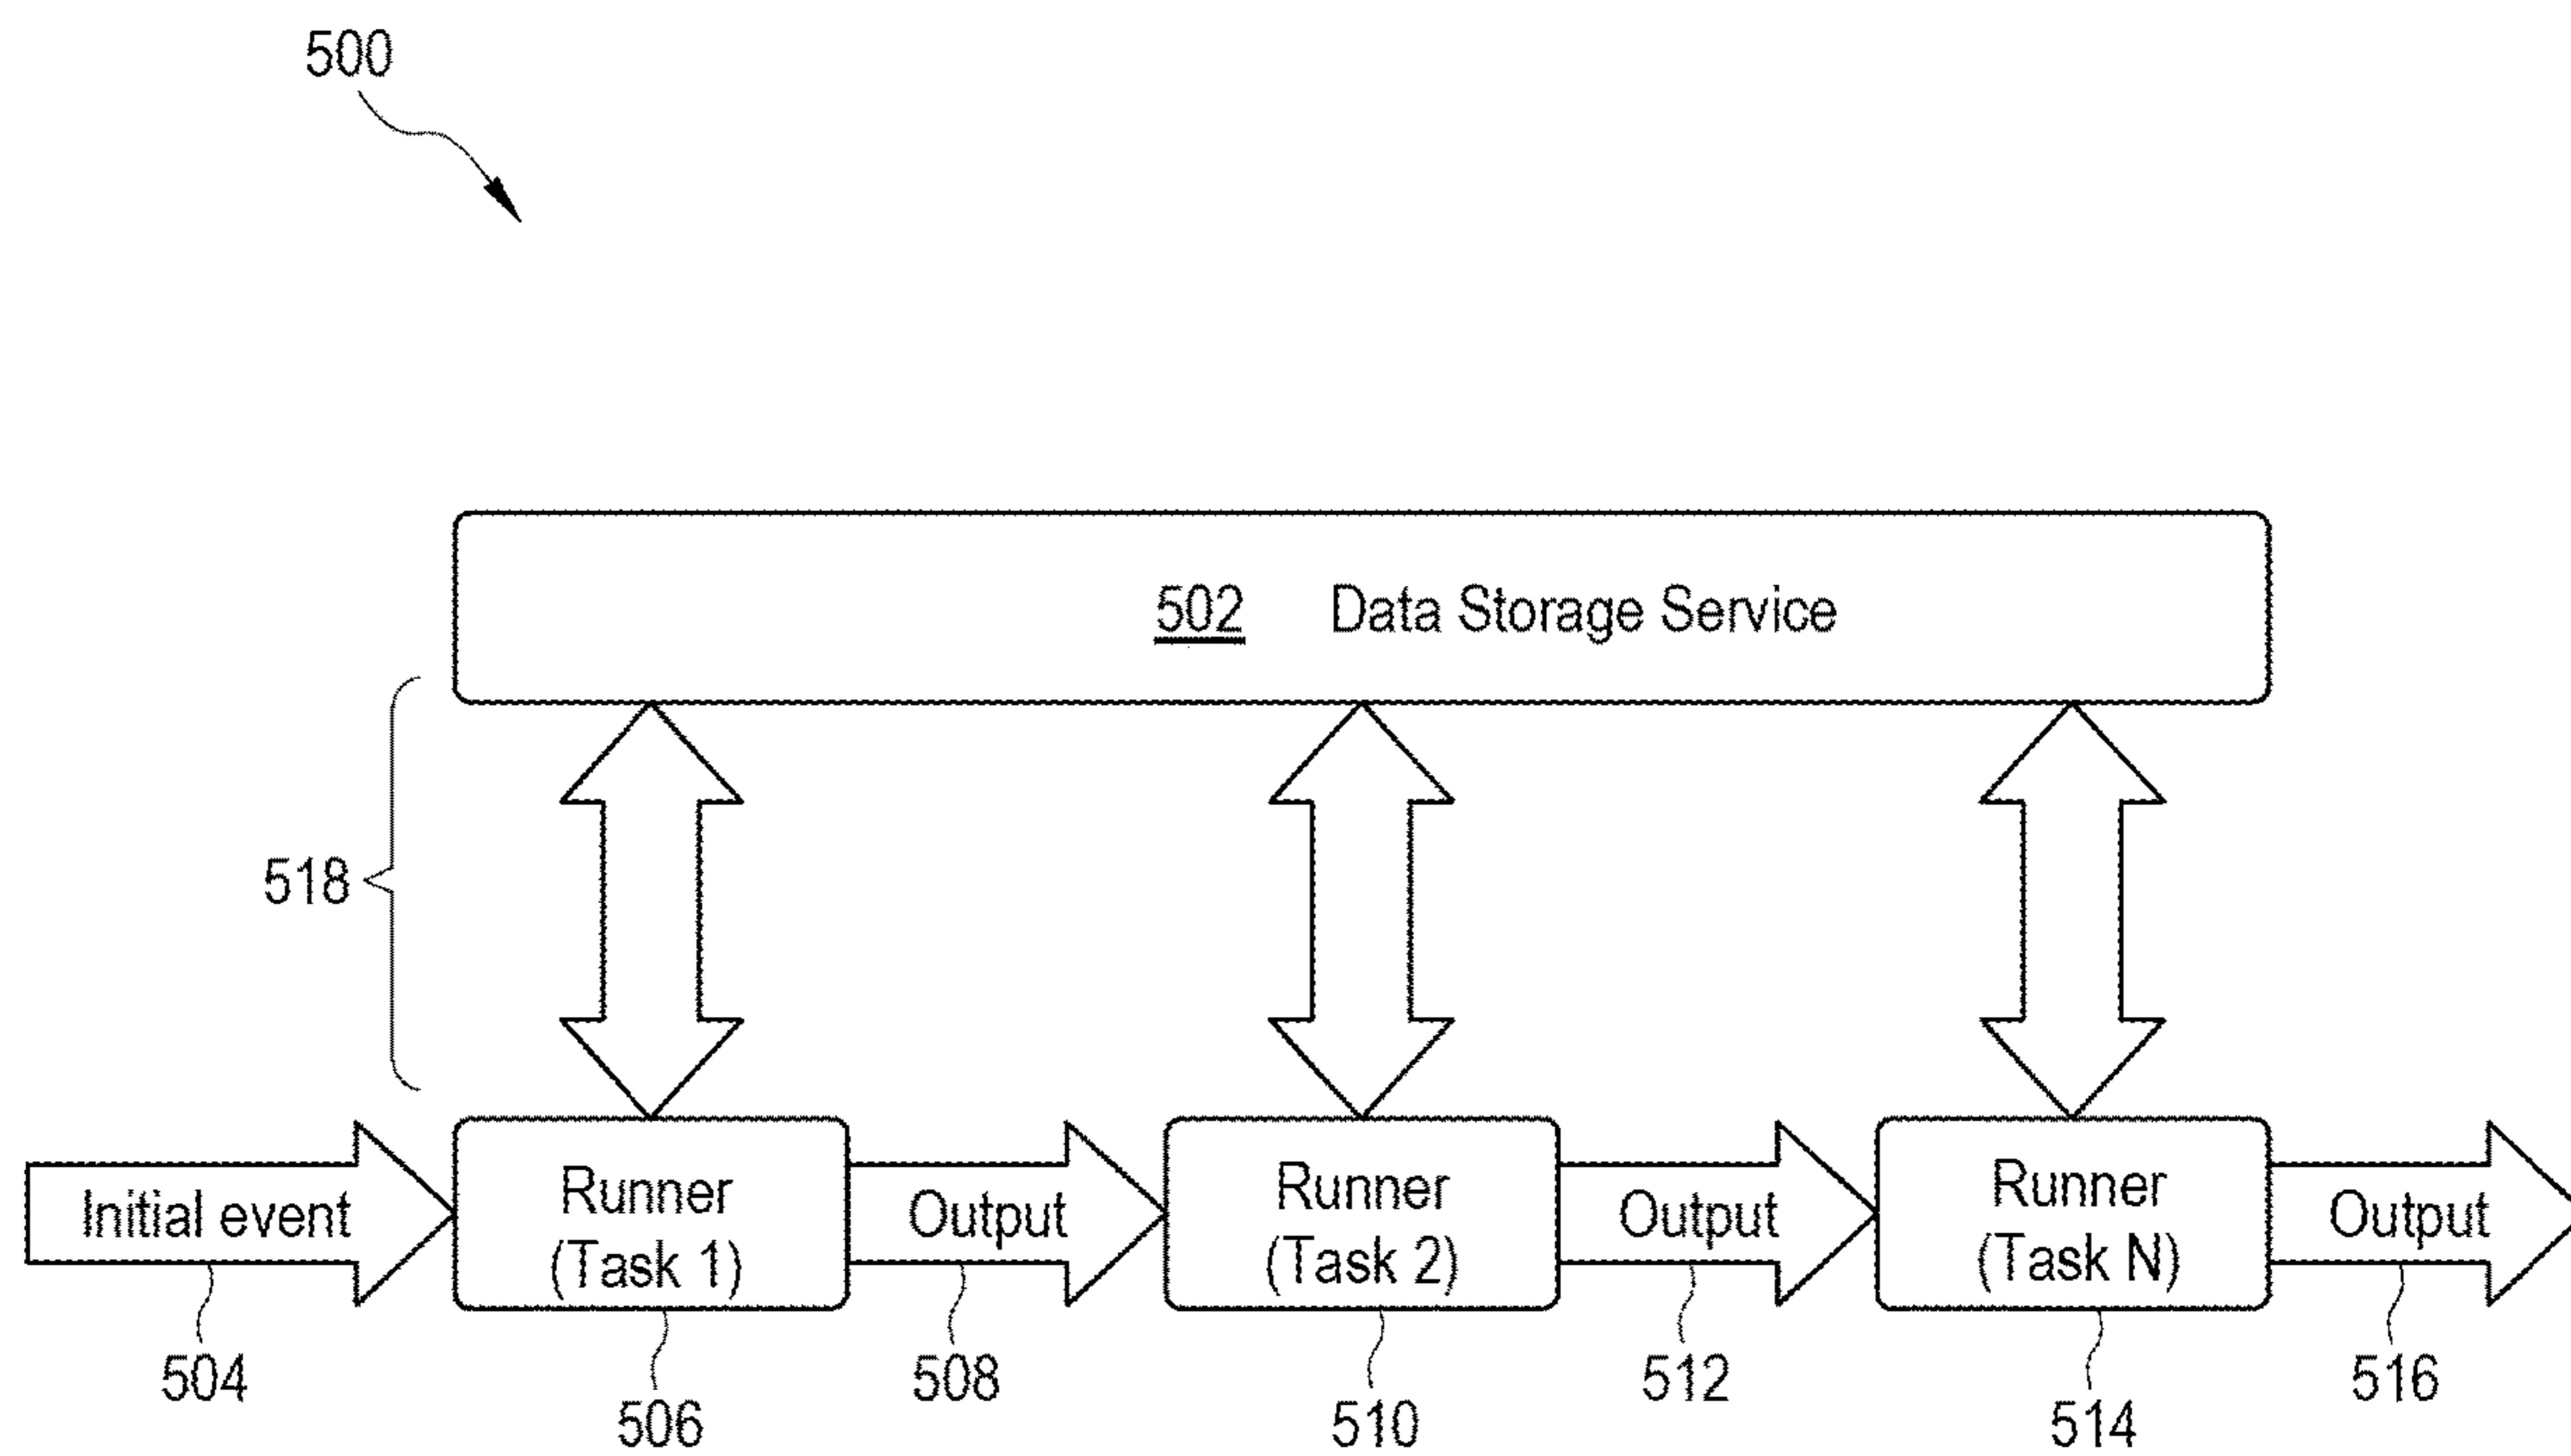 500
502 Data Storage Service
518
Initial event
Runner
(Task 1)
Output
Runner
(Task 2)
Output
Runner
(Task N)
Output
504
506
508
510
512
514
516